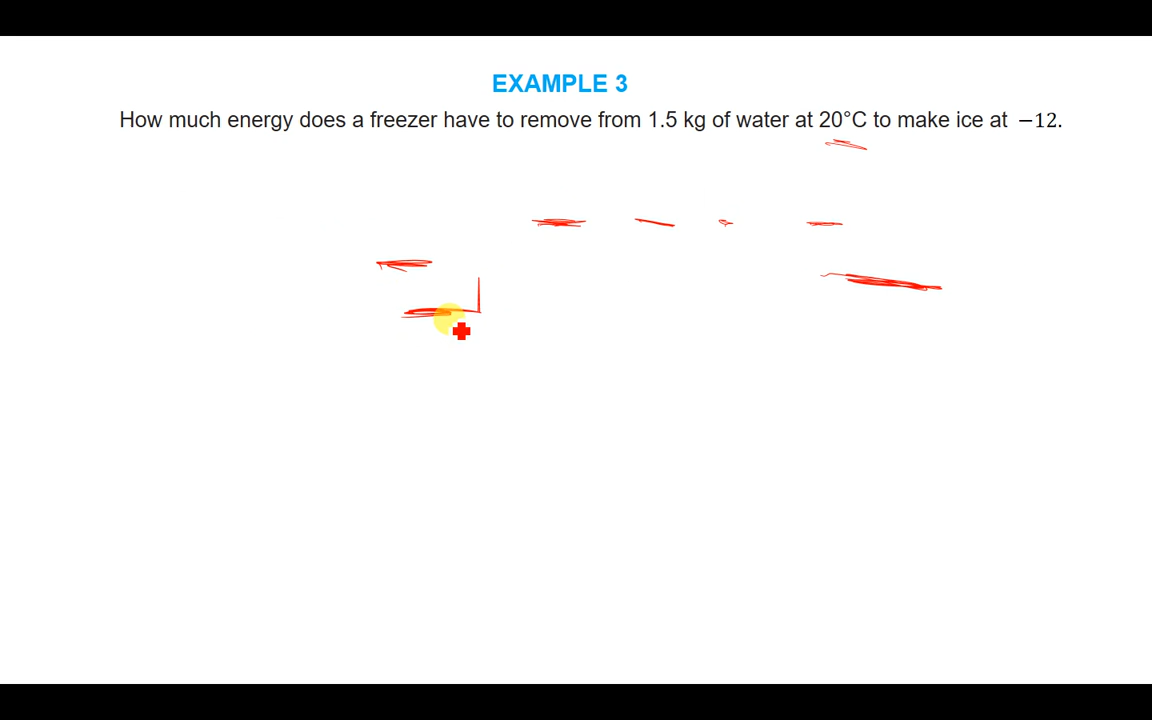 EXAMPLE 3
How much energy does a freezer have to remove from 1.5 kg of water at 20°C to make ice at −12.